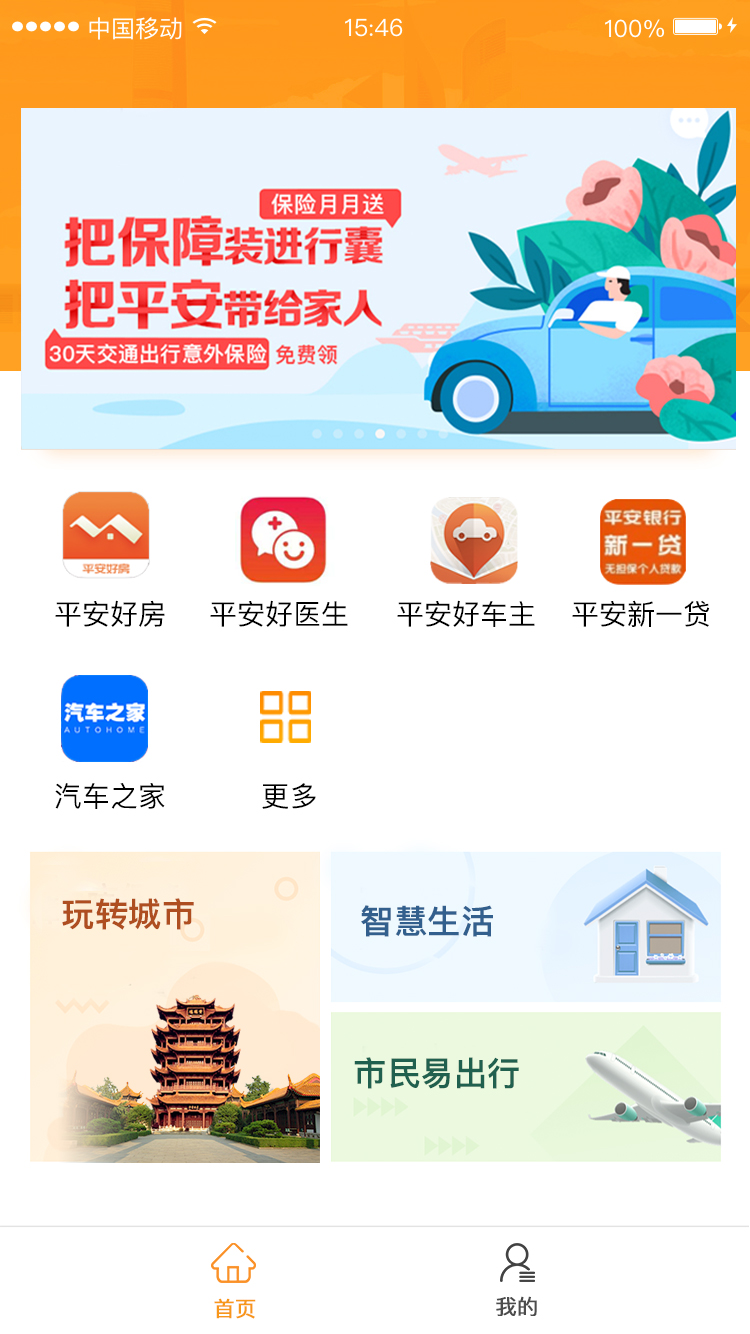 中国移动
15:46
100%
保险月月送
把保障装进行囊
把平安带给家人
30天交通出行意外保险 免费领
平安好房
平安银行
新一贷
无担保个人贷款
平安好房
平安好医生
平安好车主
平安新一贷
汽车之家
AUTOHOME
汽车之家
更多
玩转城市
智慧生活
市民易出行
首页
我的